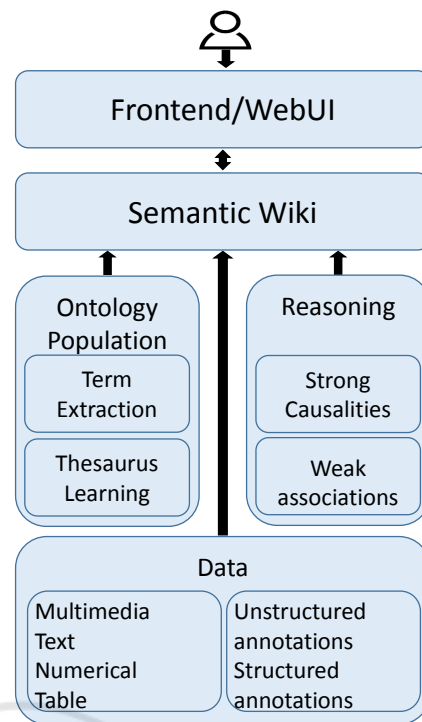 Frontend/WebUI
Semantic Wiki
Ontology
Population
Term
Extraction
Thesaurus
Learning
Reasoning
Strong
Causalities
Weak
associations
Data
Multimedia
Text
Numerical
Table
Unstructured
annotations
Structured
annotations